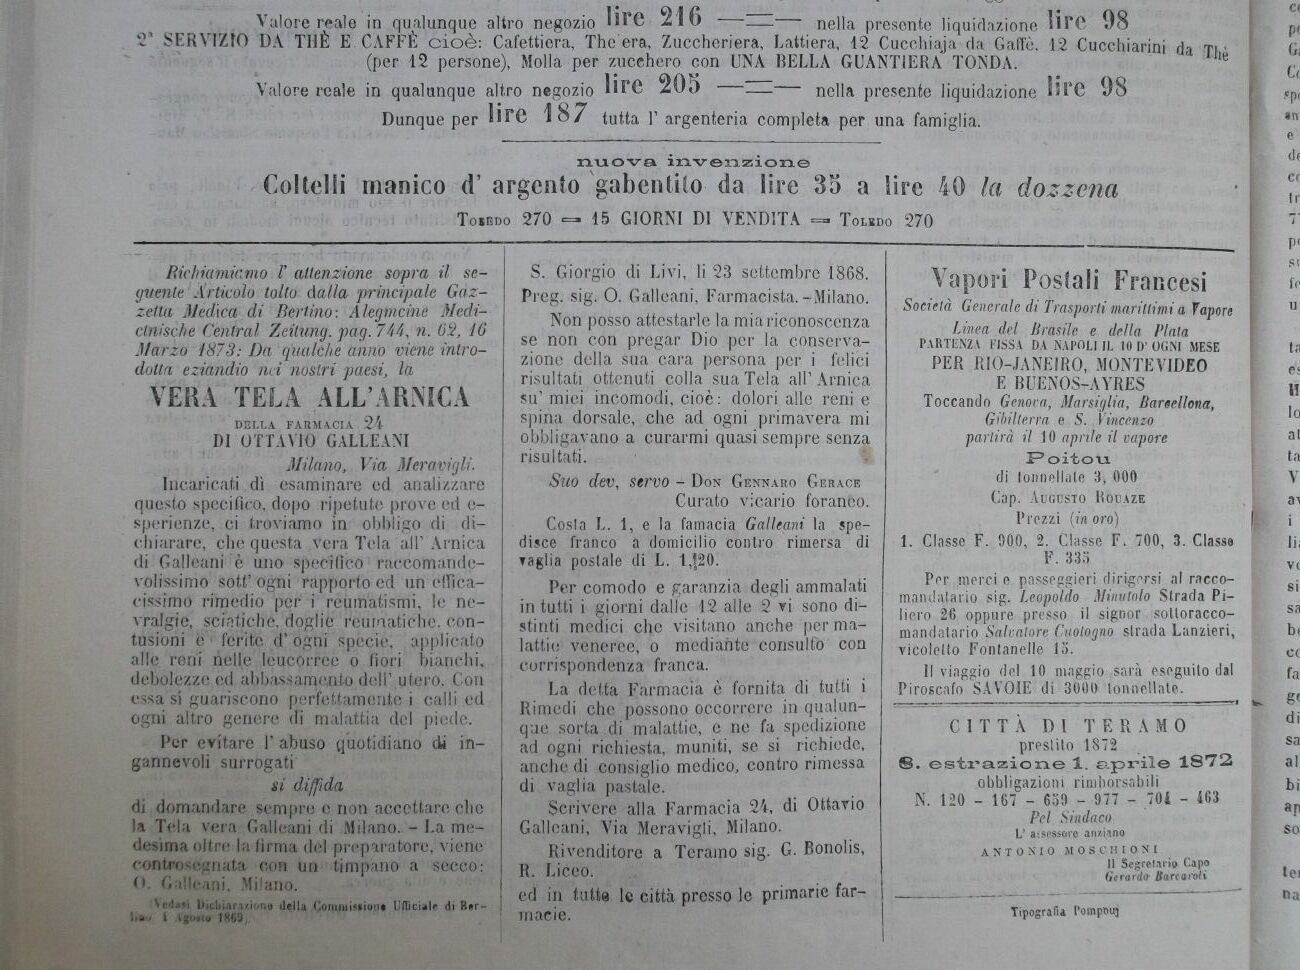 Valore reale in qualunque altro negozio lire 216 —=— nella presente liquidazione lire 98
2ª SERVIZIO DA THÈ E CAFFÈ cioè: Cafettiera, The era, Zuccheriera, Lattiera, 12 Cucchiaja da Gaffè. 12 Cucchiarini da Thè
(per 12 persone), Molla per zucchero con UNA BELLA GUANTIERA TONDA.
Valore reale in qualunque altro negozio lire 205 —=— nella presente liquidazione lire 98
Dunque per lire 187 tutta l' argenteria completa per una famiglia.
nuova invenzione
Coltelli manico d' argento gabentito da lire 35 a lire 40 la dozzena
TOLEDO 270 = 15 GIORNI DI VENDITA = TOLEDO 270
Richiamiamo l' attenzione sopra il se-
guente Articolo tolto dalla principale Gaz-
zetta Medica di Bertino: Alegmcine Medi-
cinische Central Zeitung. pag. 744, n. 62, 16
Marzo 1873: Da qualche anno viene intro-
dotta eziandio nei nostri paesi, la
VERA TELA ALL'ARNICA
DELLA FARMACIA 24
DI OTTAVIO GALLEANI
Milano, Via Meravigli.
Incaricati di esaminare ed analizzare
questo specifico, dopo ripetute prove ed e-
sperienze, ci troviamo in obbligo di di-
chiarare, che questa vera Tela all' Arnica
di Galleani è uno specifico raccomande-
volissimo sott' ogni rapporto ed un effica-
cissimo rimedio per i reumatismi, le ne-
vralgie, sciatiche, doglie reumatiche, con-
tusioni e ferite d' ogni specie, applicato
alle reni nelle leucorree o fiori bianchi,
debolezze ed abbassamento dell' utero. Con
essa si guariscono perfettamente i calli ed
ogni altro genere di malattia del piede.
Per evitare l' abuso quotidiano di in-
gannevoli surrogati
si diffida
di domandare sempre e non accettare che
la Tela vera Galleani di Milano. – La me-
desima oltre la firma del preparatore, viene
controsegnata con un timpano a secco:
O. Galleani, Milano.
Vedasi Dichiarazione della Commissione Ufficiale di Ber-
lino 4 Agosto 1869.
S. Giorgio di Livi, li 23 settembre 1868.
Preg. sig. O. Galleani, Farmacista. – Milano.
Non posso attestarle la mia riconoscenza
se non con pregar Dio per la conserva-
zione della sua cara persona per i felici
risultati ottenuti colla sua Tela all' Arnica
su' miei incomodi, cioè: dolori alle reni e
spina dorsale, che ad ogni primavera mi
obbligavano a curarmi quasi sempre senza
risultati.
Suo dev, servo – DON GENNARO GERACE
Curato vicario foraneo.
Costa L. 1, e la famacia Galleani la spe-
disce franco a domicilio contro rimersa di
vaglia postale di L. 1,20.
Per comodo e garanzia degli ammalati
in tutti i giorni dalle 12 alle 2 vi sono di-
stinti medici che visitano anche per ma-
lattie veneree, o mediante consulto con
corrispondenza franca.
La detta Farmacia è fornita di tutti i
Rimedi che possono occorrere in qualun-
que sorta di malattie, e ne fa spedizione
ad ogni richiesta, muniti, se si richiede,
anche di consiglio medico, contro rimessa
di vaglia pastale.
Scrivere alla Farmacia 24, di Ottavio
Galleani, Via Meravigli, Milano.
Rivenditore a Teramo sig. G. Bonolis,
R. Liceo.
ed in tutte le città presso le primarie far-
macie.
Vapori Postali Francesi
Società Generale di Trasporti marittimi a Vapore
Linea del Brasile e della Plata
PARTENZA FISSA DA NAPOLI IL 10 D' OGNI MESE
PER RIO-JANEIRO, MONTEVIDEO
E BUENOS-AYRES
Toccando Genova, Marsiglia, Barcellona,
Gibilterra e S. Vincenzo
partirà il 10 aprile il vapore
Poitou
di tonnellate 3, 000
Cap. AUGUSTO ROUAZE
Prezzi (in oro)
1. Classe F. 900, 2. Classe F. 700, 3. Classe
F. 335
Per merci e passeggieri dirigersi al racco-
mandatario sig. Leopoldo Minutolo Strada Pi-
liero 26 oppure presso il signor sottoracco-
mandatario Salvatore Cuologno strada Lanzieri,
vicoletto Fontanelle 15.
Il viaggio del 10 maggio sarà eseguito dal
Piroscafo SAVOIE di 3000 tonnellate.
CITTÀ DI TERAMO
prestito 1872
8. estrazione 1. aprile 1872
obbligazioni rimborsabili
N. 120 – 167 – 659 – 977 – 704 – 463
Pel Sindaco
L' assessore anziano
ANTONIO MOSCHIONI
Il Segretario Capo
Gerardo Barcaroli
Tipografia Pompouj